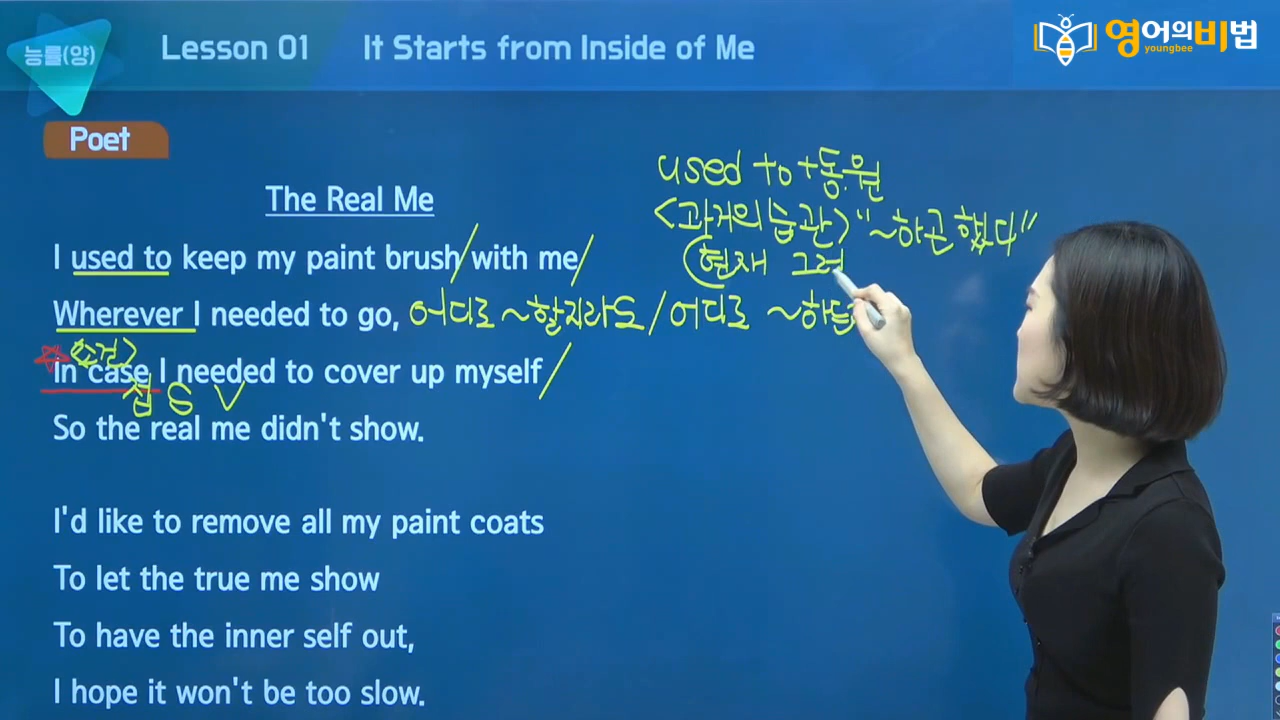 능률(양)
Lesson 01 It Starts from Inside of Me
영어의비법
youngbee
Poet
The Real Me
used to + 동.원
<과거의 습관> "~하곤 했다"
I used to keep my paint brush/with me/
(현재 그러
Wherever I needed to go, 어디로 ~할지라도 / 어디로 ~하든
<조건>
In case I needed to cover up myself/
접 S V
So the real me didn't show.
I'd like to remove all my paint coats
To let the true me show
To have the inner self out,
I hope it won't be too slow.